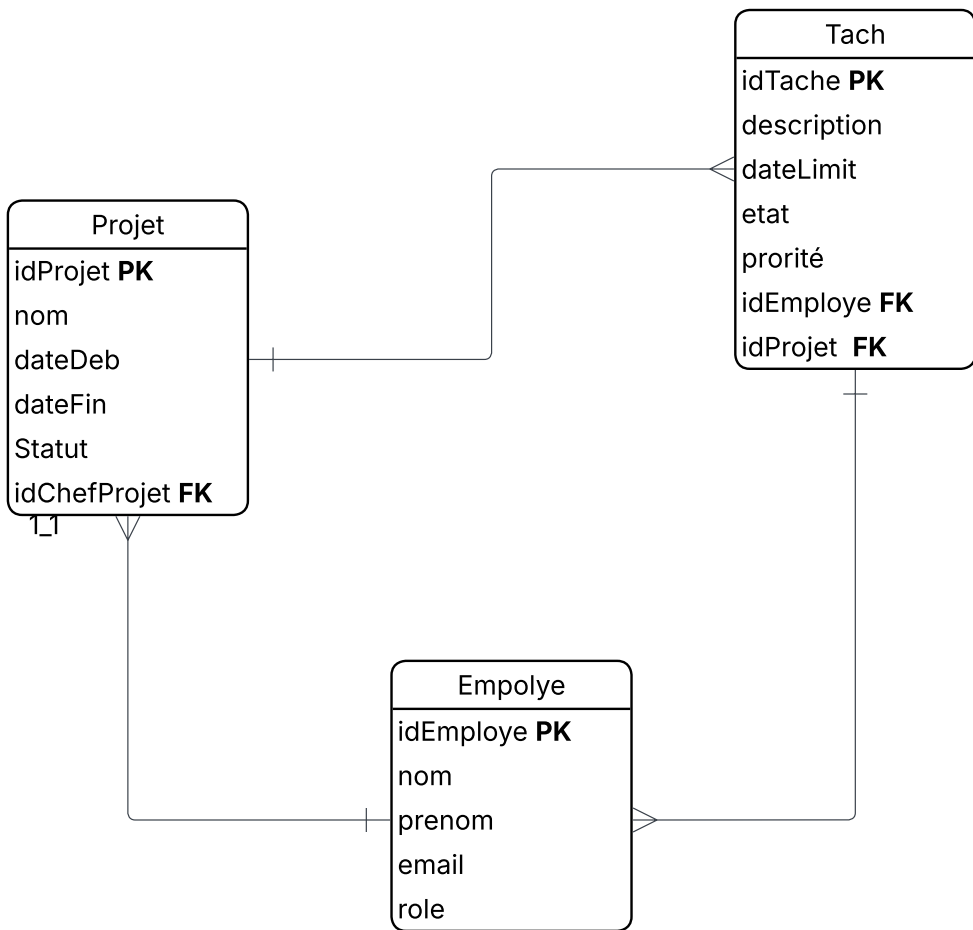 Tach
idTache PK
description
dateLimit
etat
prorité
idEmploye FK
idProjet FK
Projet
idProjet PK
nom
dateDeb
dateFin
Statut
idChefProjet FK
1_1
Empolye
idEmploye PK
nom
prenom
email
role